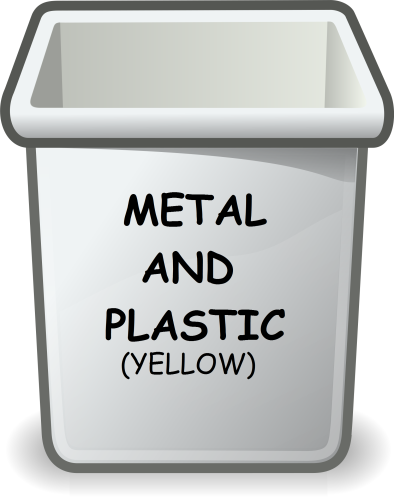 METAL
AND
PLASTIC
(YELLOW)